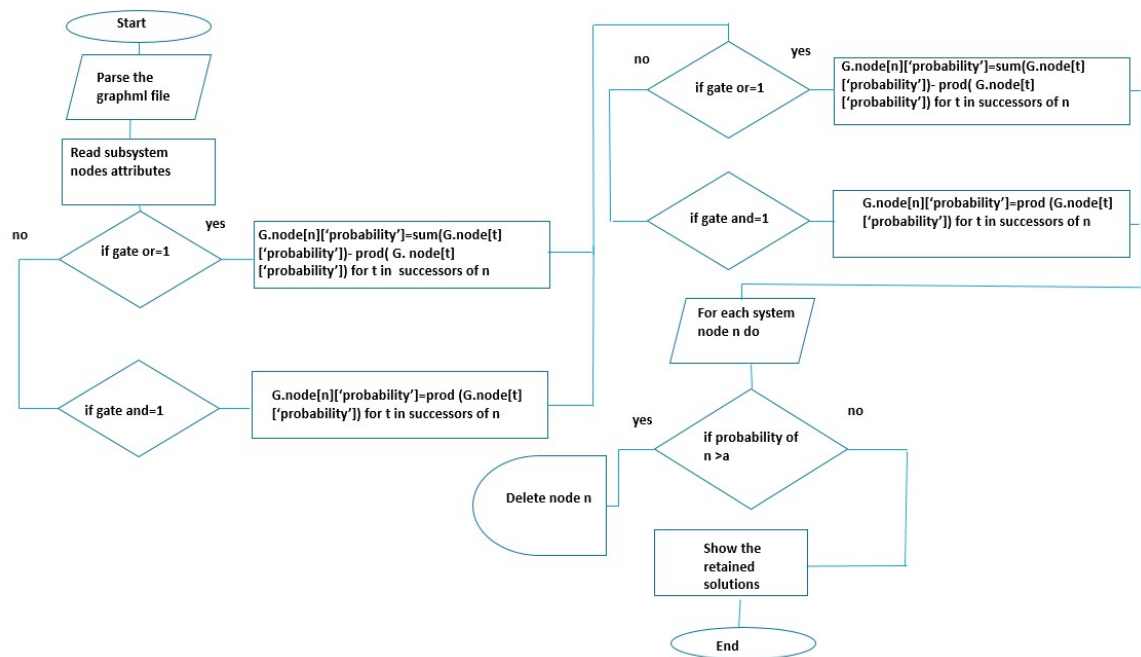 Start
Parse the
graphml file
Read subsystem
nodes attributes
no
yes
if gate or=1
G.node[n][‘probability’]=sum(G.node[t]
[‘probability’])- prod( G. node[t]
[‘probability’]) for t in successors of n
if gate and=1
G.node[n][‘probability’]=prod (G.node[t]
[‘probability’]) for t in successors of n
no
yes
if gate or=1
G.node[n][‘probability’]=sum(G.node[t]
[‘probability’])- prod( G.node[t]
[‘probability’]) for t in successors of n
if gate and=1
G.node[n][‘probability’]=prod (G.node[t]
[‘probability’]) for t in successors of n
For each system
node n do
yes
no
if probability of
n >a
Delete node n
Show the
retained
solutions
End